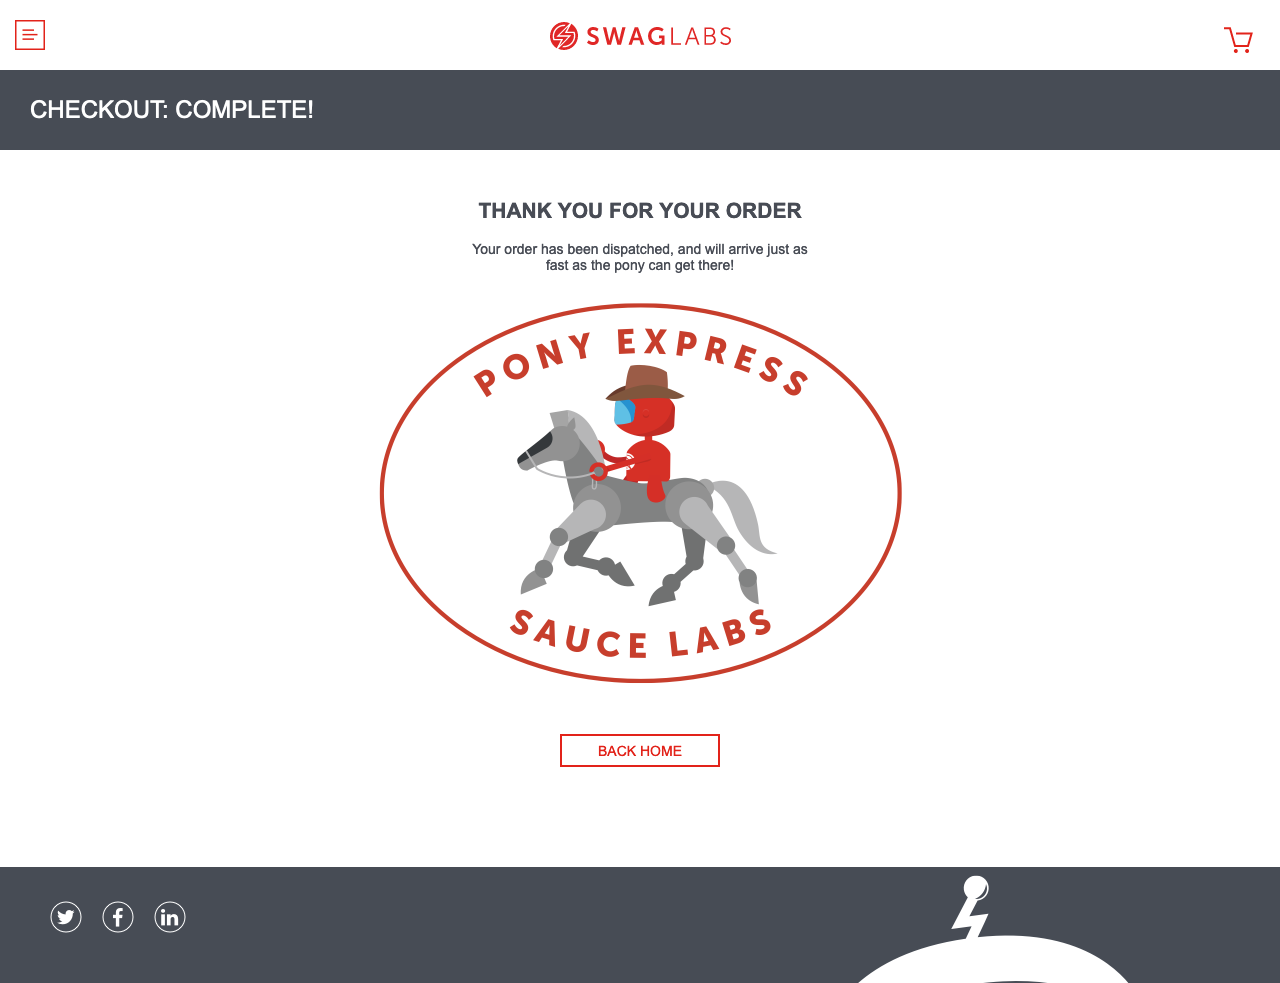 SWAGLABS
CHECKOUT: COMPLETE!
THANK YOU FOR YOUR ORDER
Your order has been dispatched, and will arrive just as
fast as the pony can get there!
PONY EXPRESS
SAUCE LABS
BACK HOME